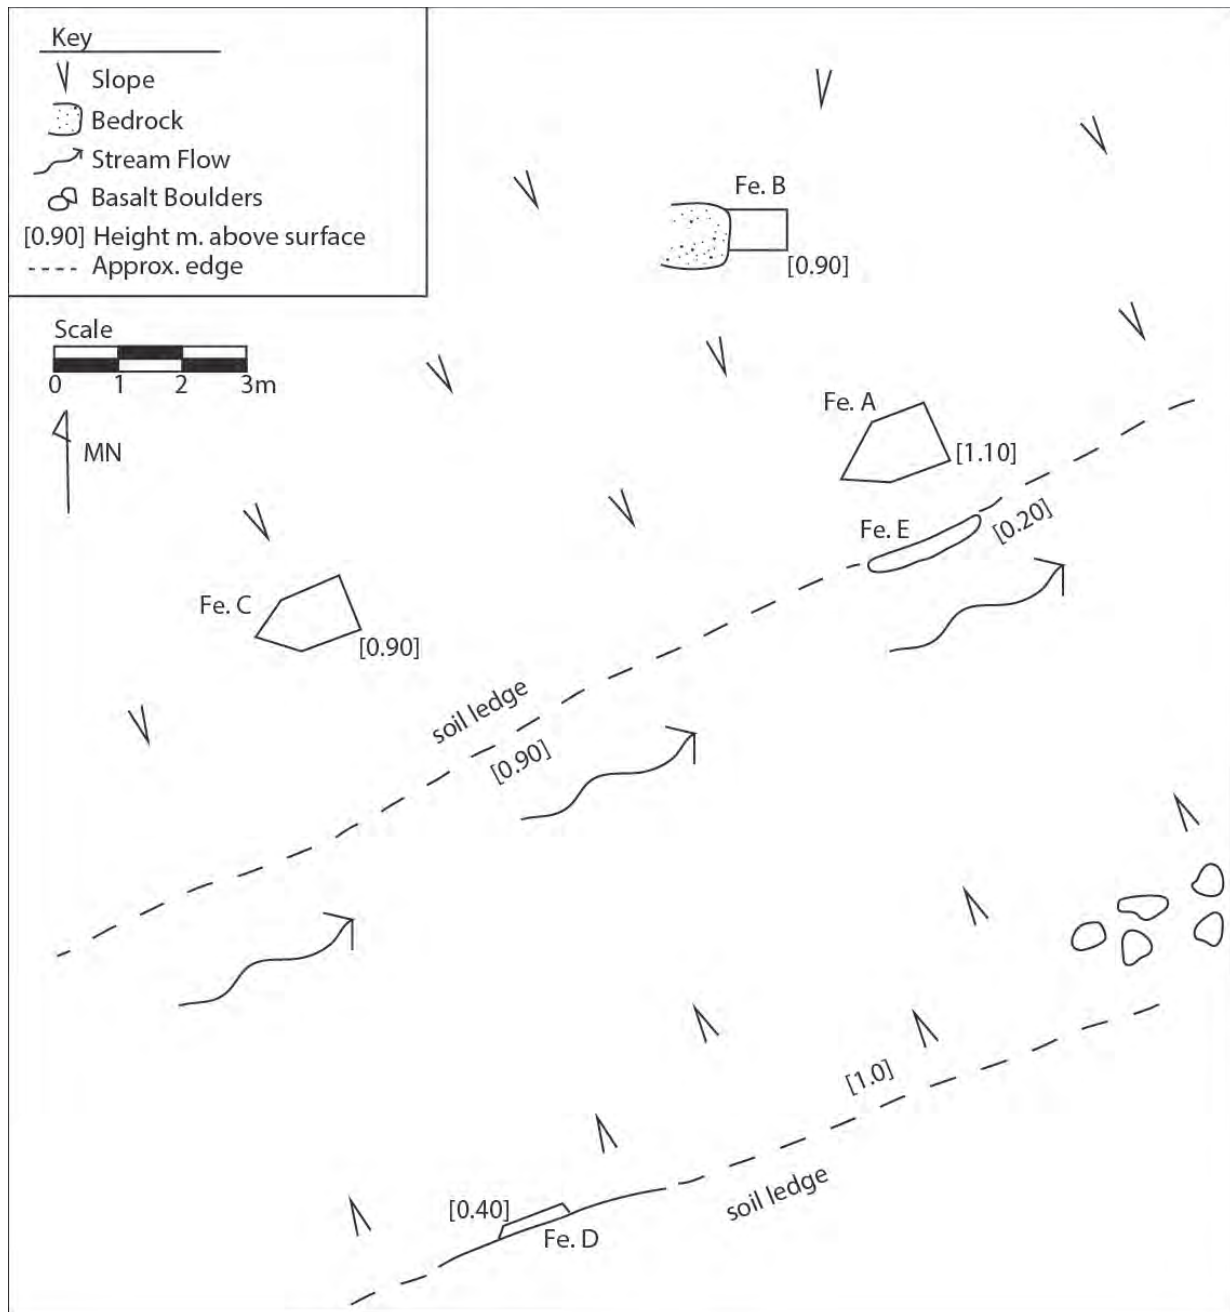 Key
Slope
Bedrock
Stream Flow
Basalt Boulders
[0.90] Height m. above surface
Approx. edge
Scale
0 1 2 3m
MN
Fe. B
[0.90]
Fe. A
[1.10]
Fe. E
[0.20]
Fe. C
[0.90]
soil ledge
[0.90]
[1.0]
soil ledge
[0.40]
Fe. D